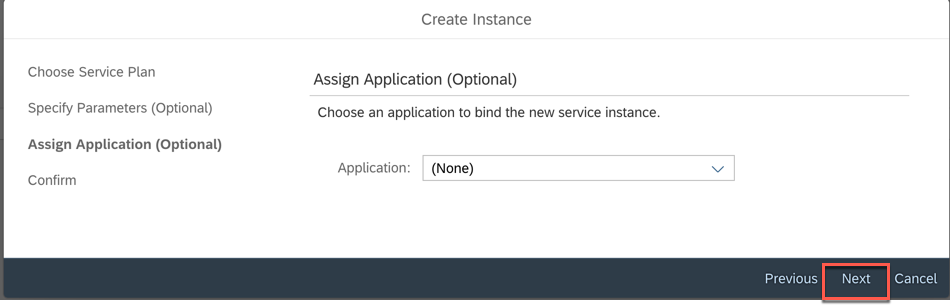 Create Instance
Choose Service Plan
Specify Parameters (Optional)
Assign Application (Optional)
Confirm
Assign Application (Optional)
Choose an application to bind the new service instance.
Application: (None)
Previous Next Cancel